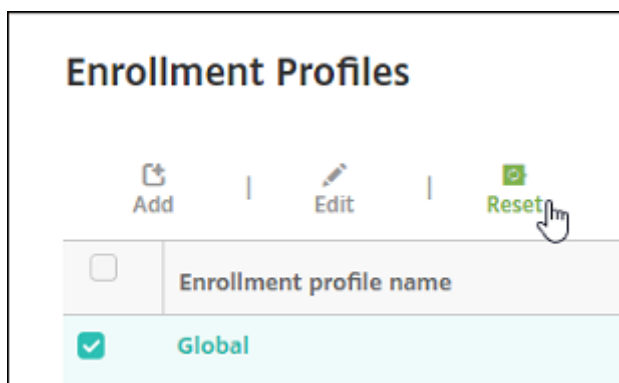 Enrollment Profiles
Add | Edit | Reset
Enrollment profile name
Global